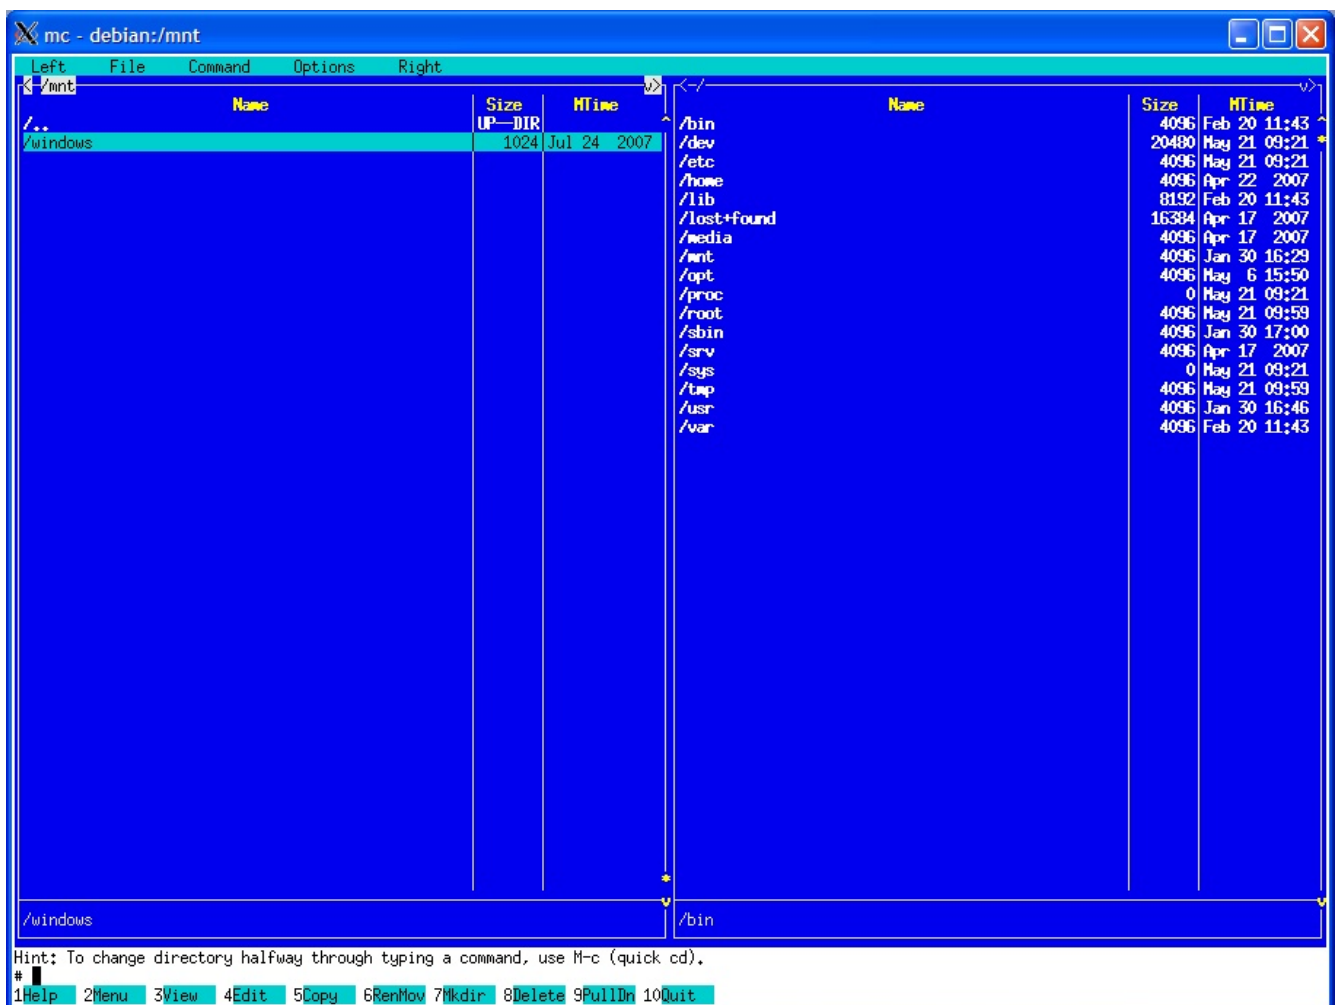 mc - debian:/mnt
Left File Command Options Right
<-/mnt v> <-/ v>
Name Size MTime Name Size MTime
/.. UP--DIR ^ /bin 4096 Feb 20 11:43 ^
/windows 1024 Jul 24 2007 /dev 20480 May 21 09:21 *
/etc 4096 May 21 09:21
/home 4096 Apr 22 2007
/lib 8192 Feb 20 11:43
/lost+found 16384 Apr 17 2007
/media 4096 Apr 17 2007
/mnt 4096 Jan 30 16:29
/opt 4096 May 6 15:50
/proc 0 May 21 09:21
/root 4096 May 21 09:59
/sbin 4096 Jan 30 17:00
/srv 4096 Apr 17 2007
/sys 0 May 21 09:21
/tmp 4096 May 21 09:59
/usr 4096 Jan 30 16:46
/var 4096 Feb 20 11:43
*
v v
/windows /bin
Hint: To change directory halfway through typing a command, use M-c (quick cd).
#
1Help 2Menu 3View 4Edit 5Copy 6RenMov 7Mkdir 8Delete 9PullDn 10Quit